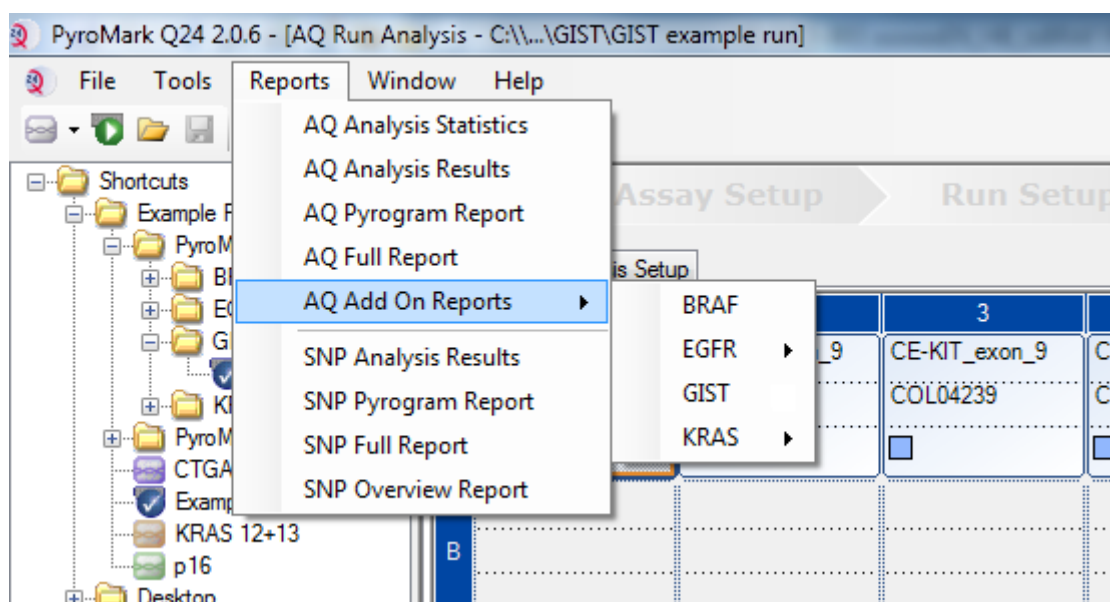 PyroMark Q24 2.0.6 - [AQ Run Analysis - C:\\...\GIST\GIST example run]
File Tools Reports Window Help
AQ Analysis Statistics
AQ Analysis Results
AQ Pyrogram Report
AQ Full Report
AQ Add On Reports
SNP Analysis Results
SNP Pyrogram Report
SNP Full Report
SNP Overview Report
BRAF
EGFR
GIST
KRAS
Shortcuts
Example
PyroM
KRAS 12+13
p16
Desktop
CTGA
Examp
Assay Setup Run Setup
is Setup
3
_9 CE-KIT_exon_9
COL04239
B